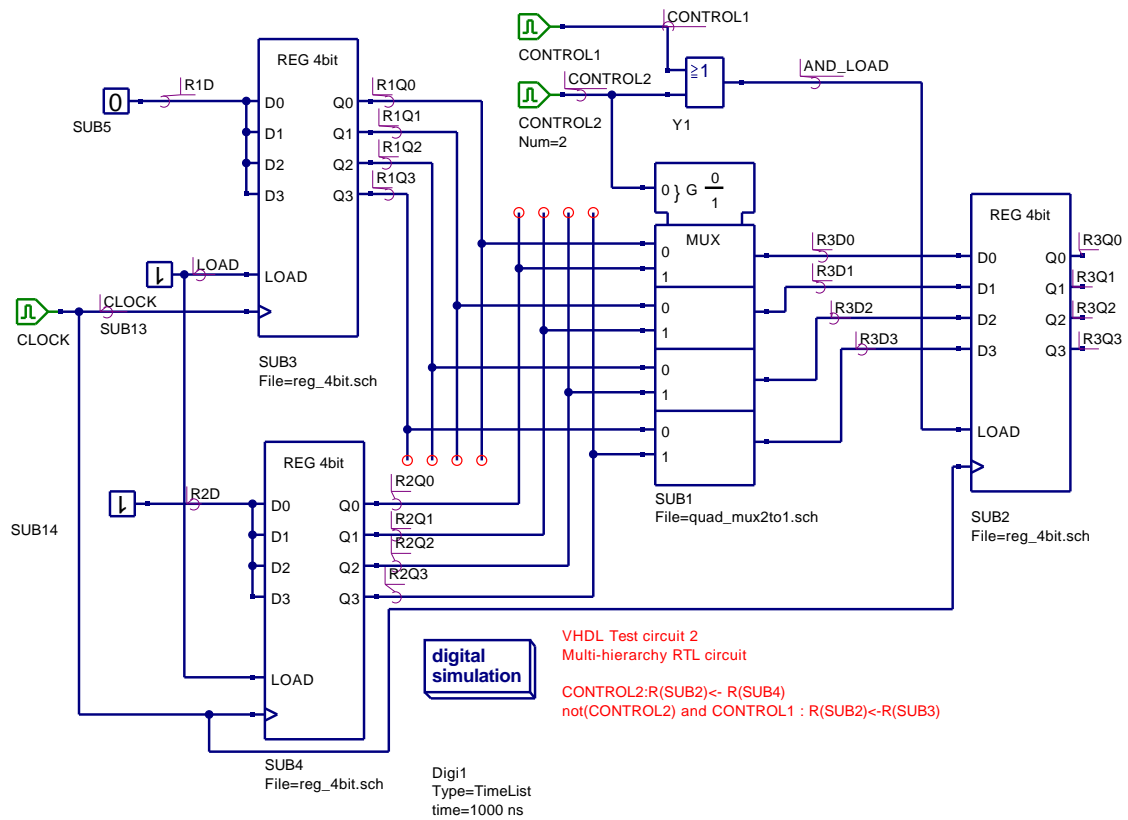 CONTROL1
CONTROL1
CONTROL2
CONTROL2
Num=2
≥1
Y1
AND_LOAD
REG 4bit
R1D
0
SUB5
D0
D1
D2
D3
Q0
Q1
Q2
Q3
R1Q0
R1Q1
R1Q2
R1Q3
1
LOAD
LOAD
CLOCK
CLOCK
SUB13
SUB3
File=reg_4bit.sch
0 } G 0
1
MUX
0
1
0
1
0
1
0
1
SUB1
File=quad_mux2to1.sch
R3D0
R3D1
R3D2
R3D3
REG 4bit
D0
D1
D2
D3
Q0
Q1
Q2
Q3
LOAD
R3Q0
R3Q1
R3Q2
R3Q3
SUB2
File=reg_4bit.sch
REG 4bit
1
R2D
SUB14
D0
D1
D2
D3
Q0
Q1
Q2
Q3
LOAD
R2Q0
R2Q1
R2Q2
R2Q3
SUB4
File=reg_4bit.sch
digital
simulation
VHDL Test circuit 2
Multi-hierarchy RTL circuit
CONTROL2:R(SUB2)<- R(SUB4)
not(CONTROL2) and CONTROL1 : R(SUB2)<-R(SUB3)
Digi1
Type=TimeList
time=1000 ns